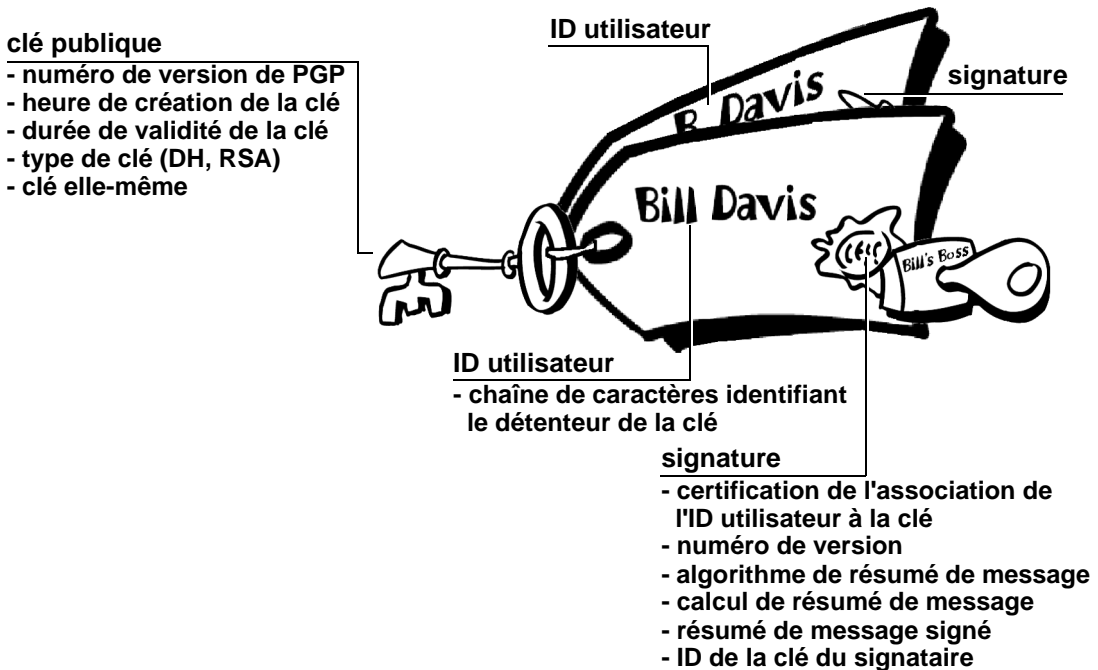 clé publique
- numéro de version de PGP
- heure de création de la clé
- durée de validité de la clé
- type de clé (DH, RSA)
- clé elle-même
ID utilisateur
signature
B. Davis
Bill Davis
Bill's Boss
ID utilisateur
- chaîne de caractères identifiant
le détenteur de la clé
signature
- certification de l'association de
l'ID utilisateur à la clé
- numéro de version
- algorithme de résumé de message
- calcul de résumé de message
- résumé de message signé
- ID de la clé du signataire